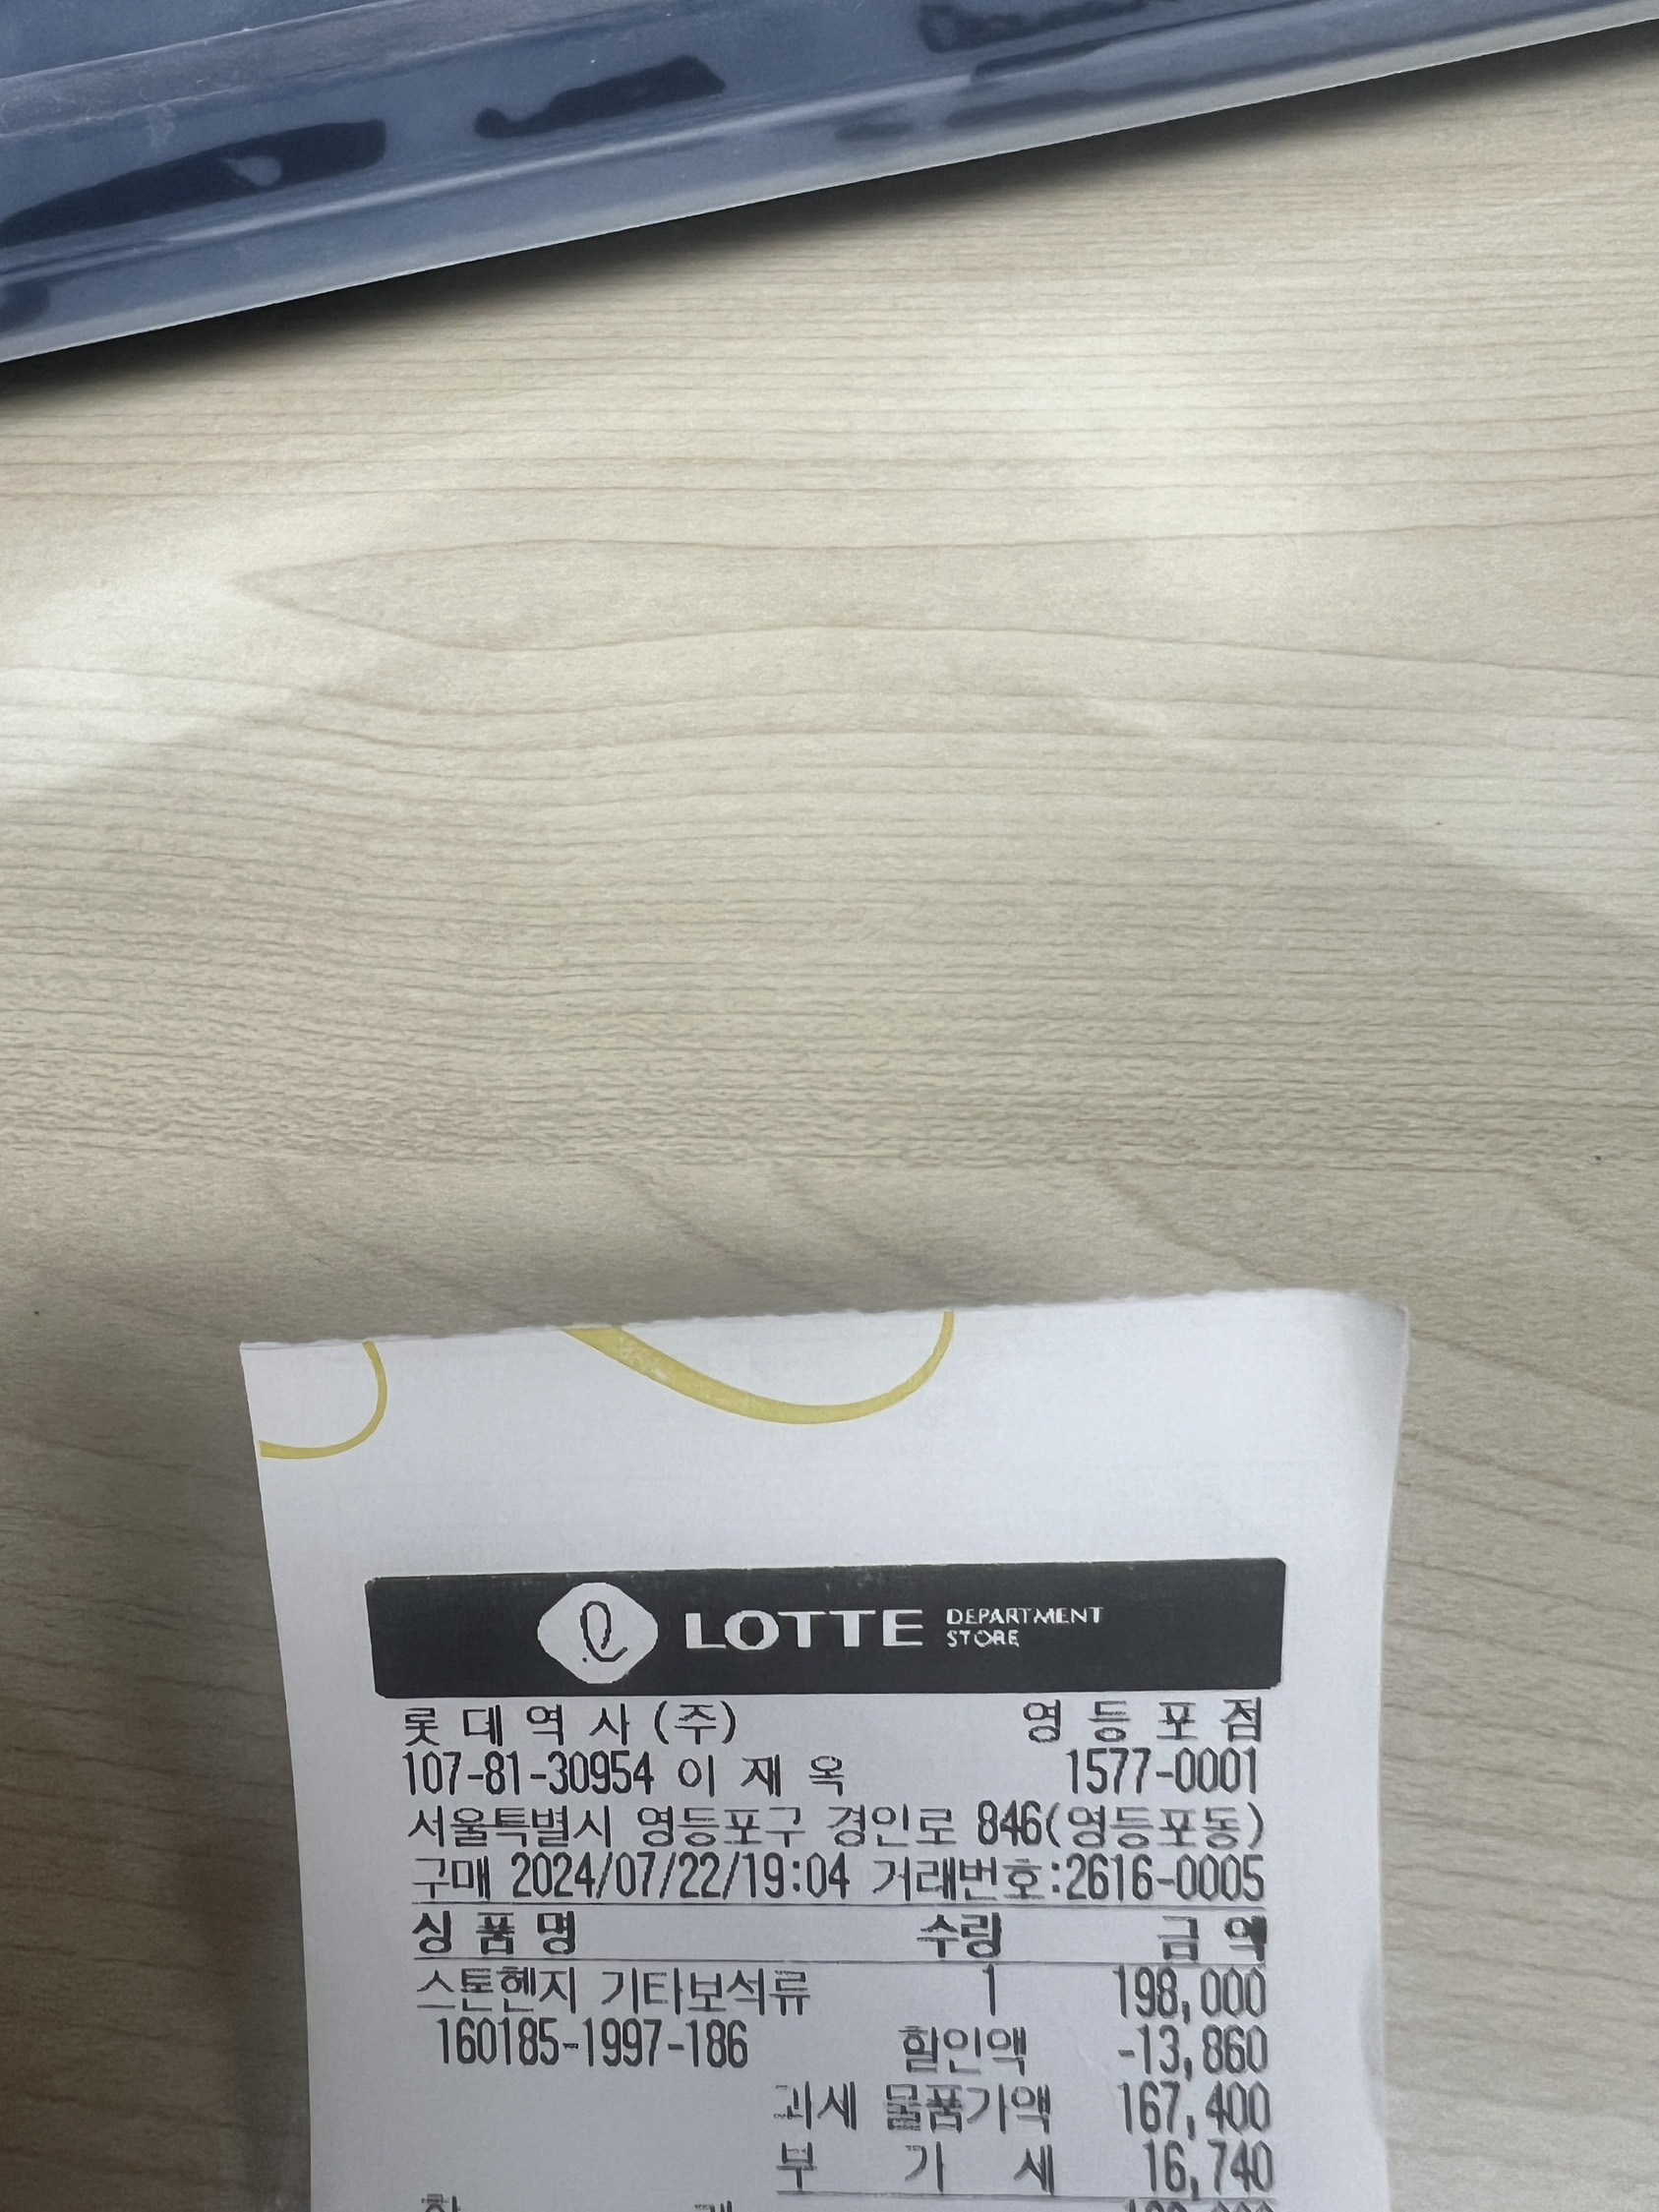 LOTTE DEPARTMENT STORE
롯데역사(주) 영등포점
107-81-30954 이재옥 1577-0001
서울특별시 영등포구 경인로 846(영등포동)
구매 2024/07/22/19:04 거래번호:2616-0005
상품명 수량 금액
스톤헨지 기타보석류 1 198,000
160185-1997-186 할인액 -13,860
과세 물품가액 167,400
부가세 16,740